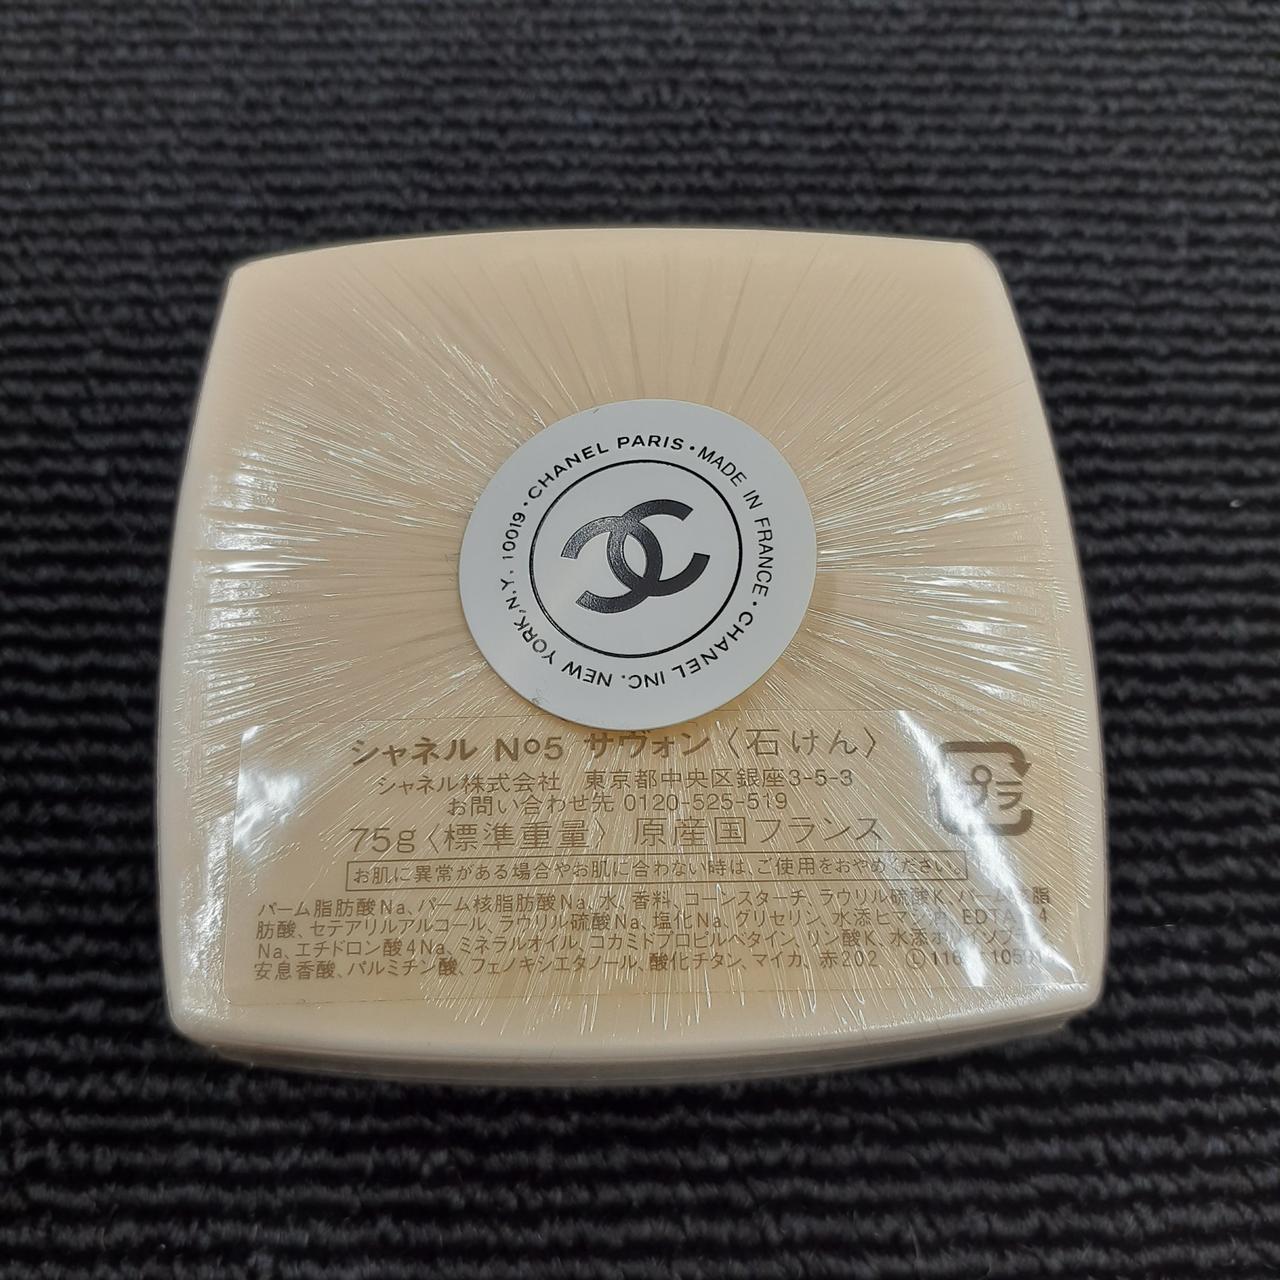 CHANEL PARIS • MADE IN FRANCE • CHANEL INC. NEW YORK, N.Y. 10019 •
シャネル Nº5 サヴォン〈石けん〉
シャネル株式会社 東京都中央区銀座3-5-3
お問い合わせ先 0120-525-519
プラ
75g〈標準重量〉 原産国フランス
お肌に異常がある場合やお肌に合わない時は、ご使用をおやめください。
パーム脂肪酸Na、パーム核脂肪酸Na、水、香料、コーンスターチ、ラウリル硫酸K、パーム
肪酸、セテアリルアルコール、ラウリル硫酸Na、塩化Na、グリセリン、水添ヒマシ油、EDTA-4
Na、エチドロン酸4Na、ミネラルオイル、コカミドプロピルベタイン、リン酸K、
安息香酸、パルミチン酸、フェノキシエタノール、酸化チタン、マイカ、赤202